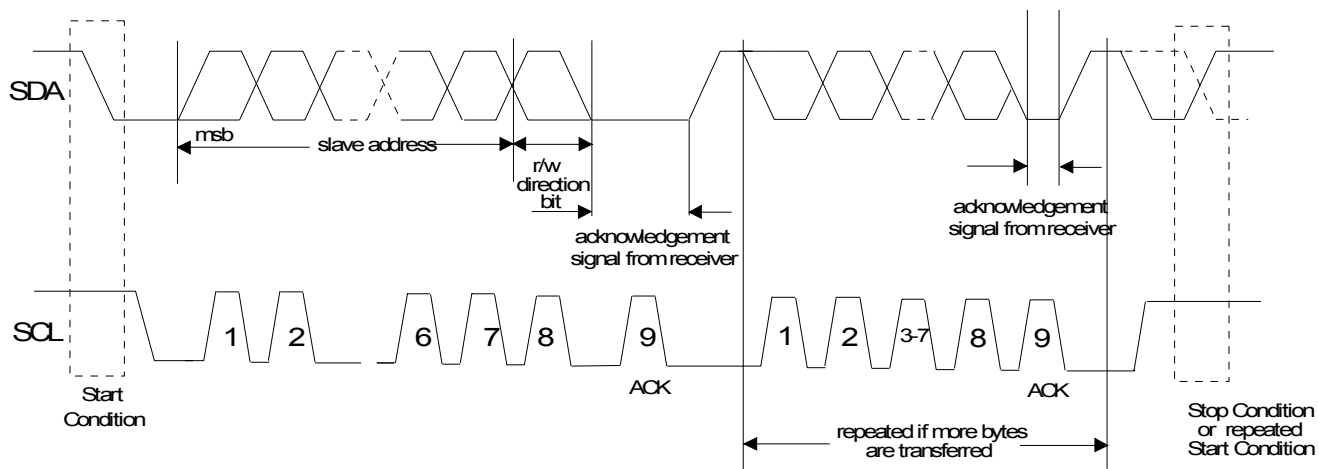 SDA
msb
slave address
r/w
direction
bit
acknowledgement
signal from receiver
acknowledgement
signal from receiver
SCL
1
2
6
7
8
9
1
2
3-7
8
9
ACK
ACK
Start
Condition
repeated if more bytes
are transferred
Stop Condition
or repeated
Start Condition